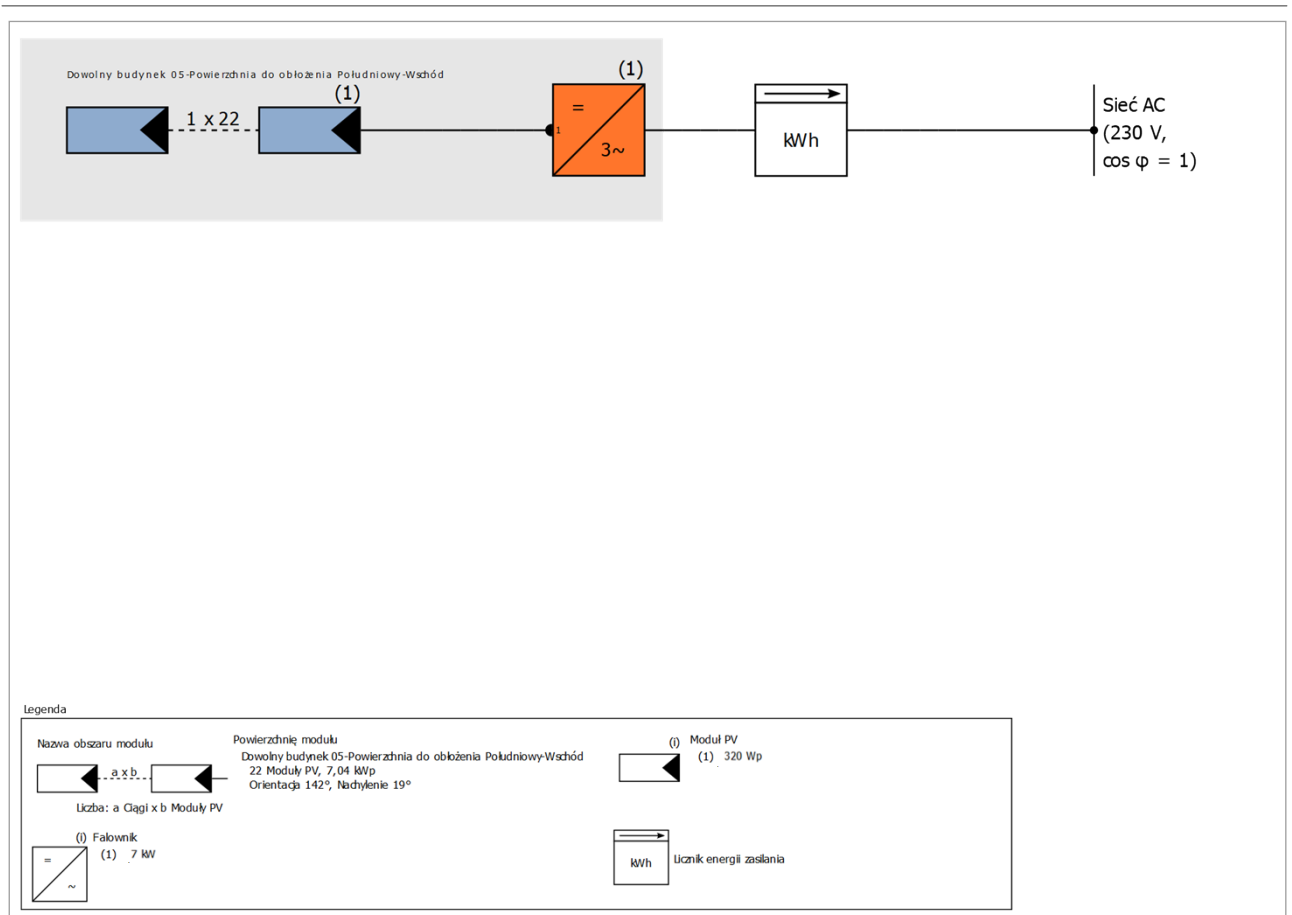 Dowolny budynek 05-Powierzchnia do obłożenia Południowy-Wschód
(1)
(1)
1 x 22
=
1
3~
kWh
Sieć AC
(230 V,
cos φ = 1)
Legenda
Nazwa obszaru modułu
a x b
Liczba: a Ciągi x b Moduły PV
Powierzchnię modułu
Dowolny budynek 05-Powierzchnia do obłożenia Południowy-Wschód
22 Moduły PV, 7,04 kWp
Orientacja 142°, Nachylenie 19°
(i) Moduł PV
(1) 320 Wp
(i) Falownik
(1) 7 kW
=
~
kWh
Licznik energii zasilania